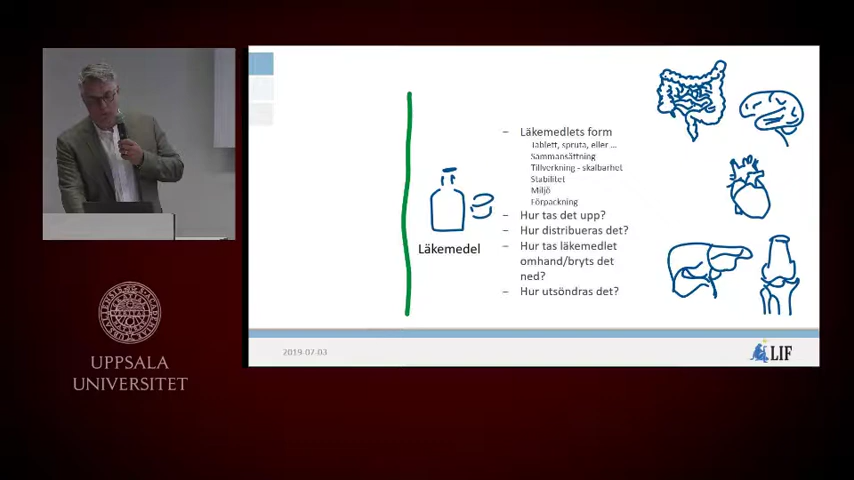 – Läkemedlets form
Tablett, spruta, eller ...
Sammansättning
Tillverkning - skalbarhet
Stabilitet
Miljö
Förpackning
– Hur tas det upp?
– Hur distribueras det?
– Hur tas läkemedlet
omhand/bryts det
ned?
– Hur utsöndras det?
Läkemedel
2019-07-03
LIF
UPPSALA
UNIVERSITET